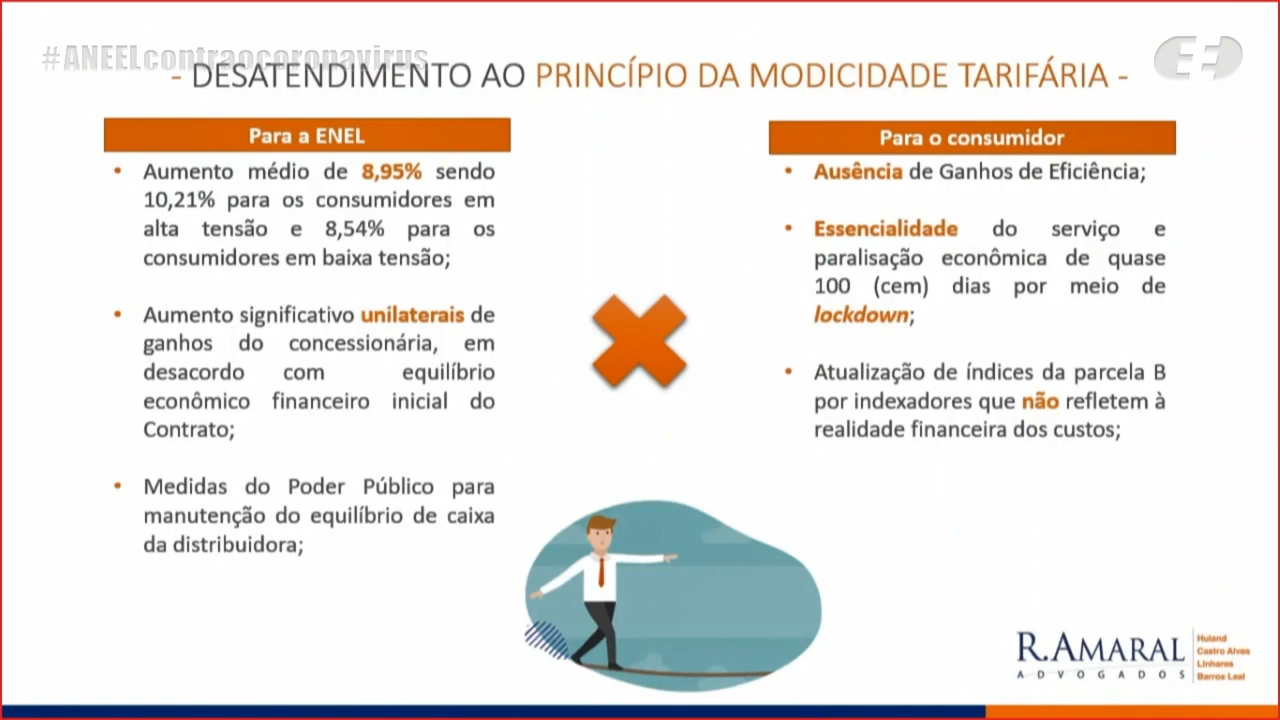 #ANEELcontraocoronavirus
- DESATENDIMENTO AO PRINCÍPIO DA MODICIDADE TARIFÁRIA -
Para a ENEL
• Aumento médio de 8,95% sendo
10,21% para os consumidores em
alta tensão e 8,54% para os
consumidores em baixa tensão;
• Aumento significativo unilaterais de
ganhos do concessionária, em
desacordo com equilíbrio
econômico financeiro inicial do
Contrato;
• Medidas do Poder Público para
manutenção do equilíbrio de caixa
da distribuidora;
Para o consumidor
• Ausência de Ganhos de Eficiência;
• Essencialidade do serviço e
paralisação econômica de quase
100 (cem) dias por meio de
lockdown;
• Atualização de índices da parcela B
por indexadores que não refletem à
realidade financeira dos custos;
R.AMARAL
ADVOGADOS
Huland
Castro Alves
Linhares
Barros Leal